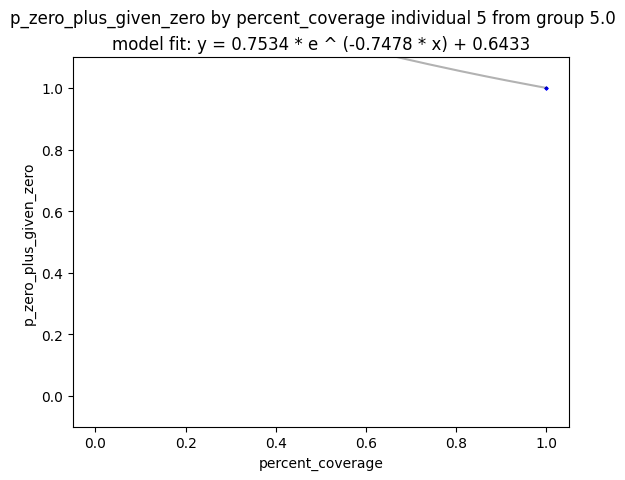 p_zero_plus_given_zero by percent_coverage individual 5 from group 5.0
model fit: y = 0.7534 * e ^ (-0.7478 * x) + 0.6433
1.0
0.8
0.6
0.4
0.2
0.0
p_zero_plus_given_zero
0.0 0.2 0.4 0.6 0.8 1.0
percent_coverage